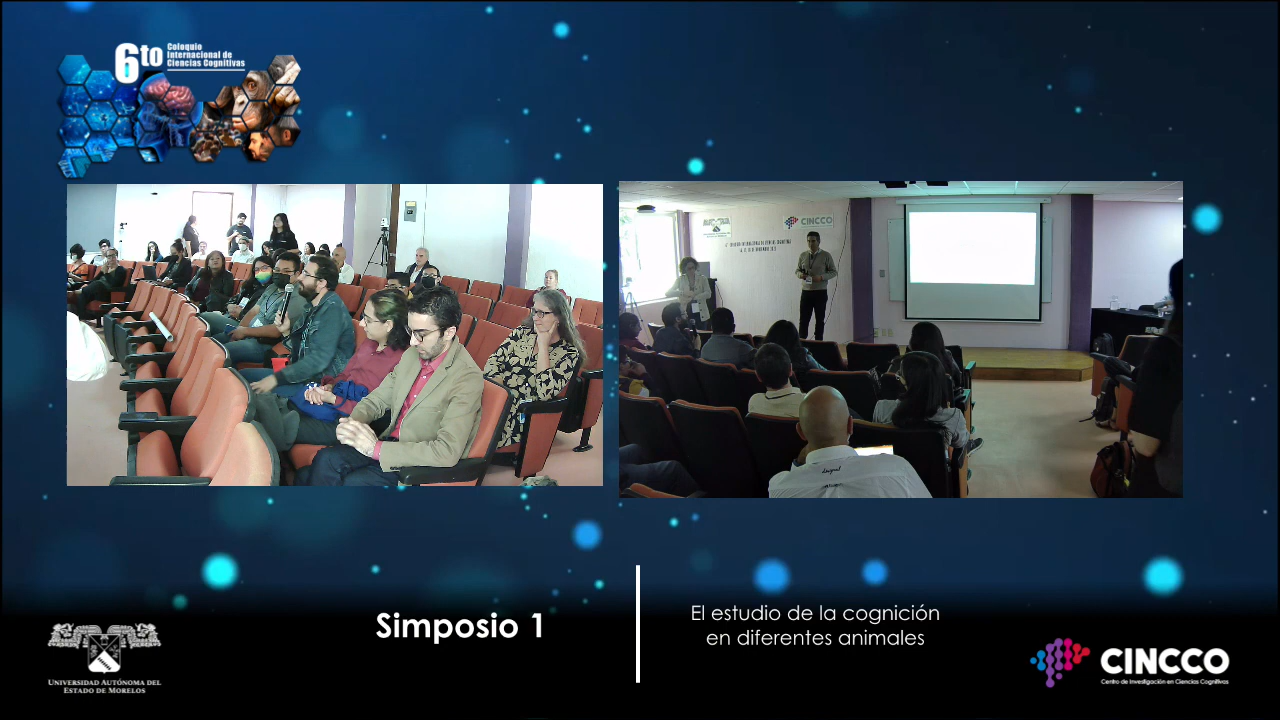 6to
Coloquio
Internacional de
Ciencias Cognitivas
CINCCO
Simposio 1
El estudio de la cognición
en diferentes animales
UNIVERSIDAD AUTÓNOMA DEL
ESTADO DE MORELOS
CINCCO
Centro de Investigación en Ciencias Cognitivas